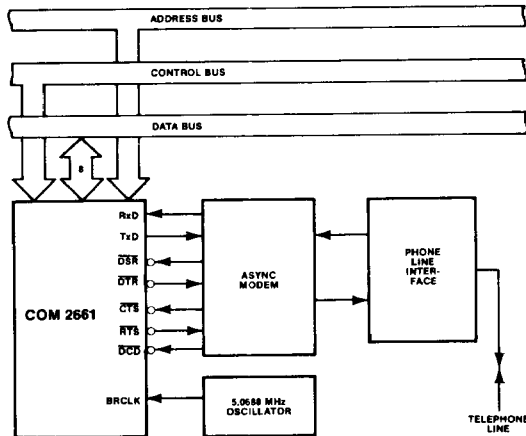 ADDRESS BUS
CONTROL BUS
DATA BUS
8
RxD
TxD
DSR
DTR
CTS
RTS
DCD
BRCLK
COM 2661
ASYNC
MODEM
PHONE
LINE
INTER-
FACE
5.0688 MHz
OSCILLATOR
TELEPHONE
LINE